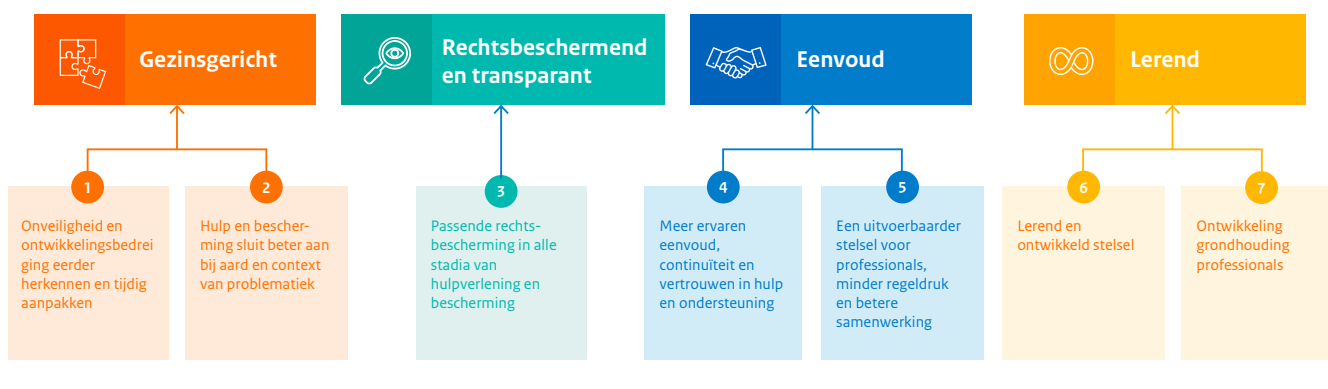 Gezinsgericht
Rechtsbeschermend
en transparant
Eenvoud
Lerend
1
Onveiligheid en
ontwikkelingsbedrei
ging eerder
herkennen en tijdig
aanpakken
2
Hulp en bescher-
ming sluit beter aan
bij aard en context
van problematiek
3
Passende rechts-
bescherming in alle
stadia van
hulpverlening en
bescherming
4
Meer ervaren
eenvoud,
continuïteit en
vertrouwen in hulp
en ondersteuning
5
Een uitvoerbaarder
stelsel voor
professionals,
minder regeldruk
en betere
samenwerking
6
Lerend en
ontwikkeld stelsel
7
Ontwikkeling
grondhouding
professionals